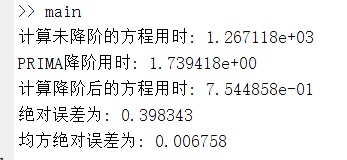 >> main
计算未降阶的方程用时: 1.267118e+03
PRIMA降阶用时: 1.739418e+00
计算降阶后的方程用时: 7.544858e-01
绝对误差为: 0.398343
均方绝对误差为: 0.006758